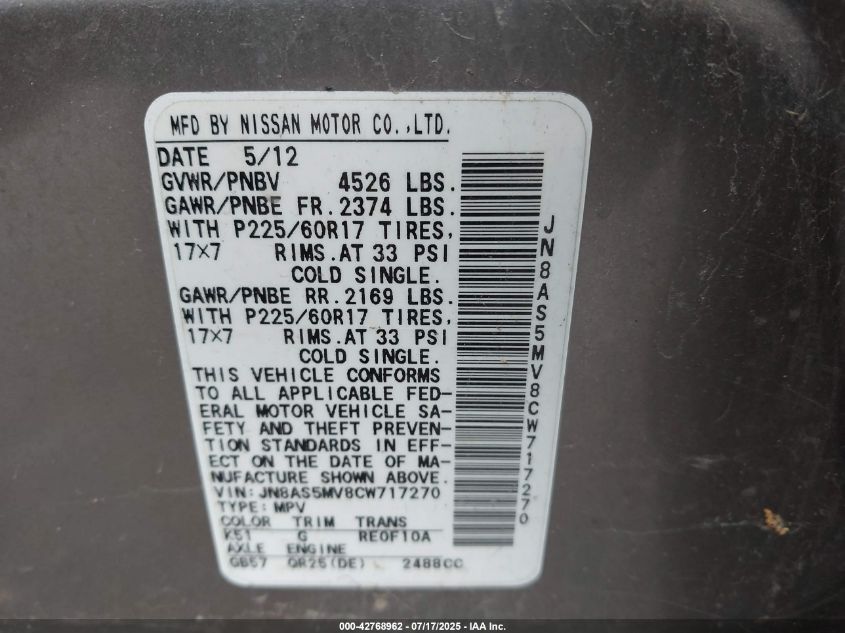 MFD BY NISSAN MOTOR CO.,LTD.
DATE 5/12
GVWR/PNBV 4526 LBS.
GAWR/PNBE FR.2374 LBS.
WITH P225/60R17 TIRES,
17×7 RIMS.AT 33 PSI
COLD SINGLE.
GAWR/PNBE RR.2169 LBS.
WITH P225/60R17 TIRES,
17×7 RIMS.AT 33 PSI
COLD SINGLE.
THIS VEHICLE CONFORMS
TO ALL APPLICABLE FED-
ERAL MOTOR VEHICLE SA-
FETY AND THEFT PREVEN-
TION STANDARDS IN EFF-
ECT ON THE DATE OF MA-
NUFACTURE SHOWN ABOVE.
VIN:JN8AS5MV8CW717270
TYPE:MPV
COLOR TRIM TRANS
K51 G RE0F10A
AXLE ENGINE
GB57 QR25(DE) 2488CC
JN8AS5MV8CW717270
000-42768962 / 07/17/2025 - IAA Inc.